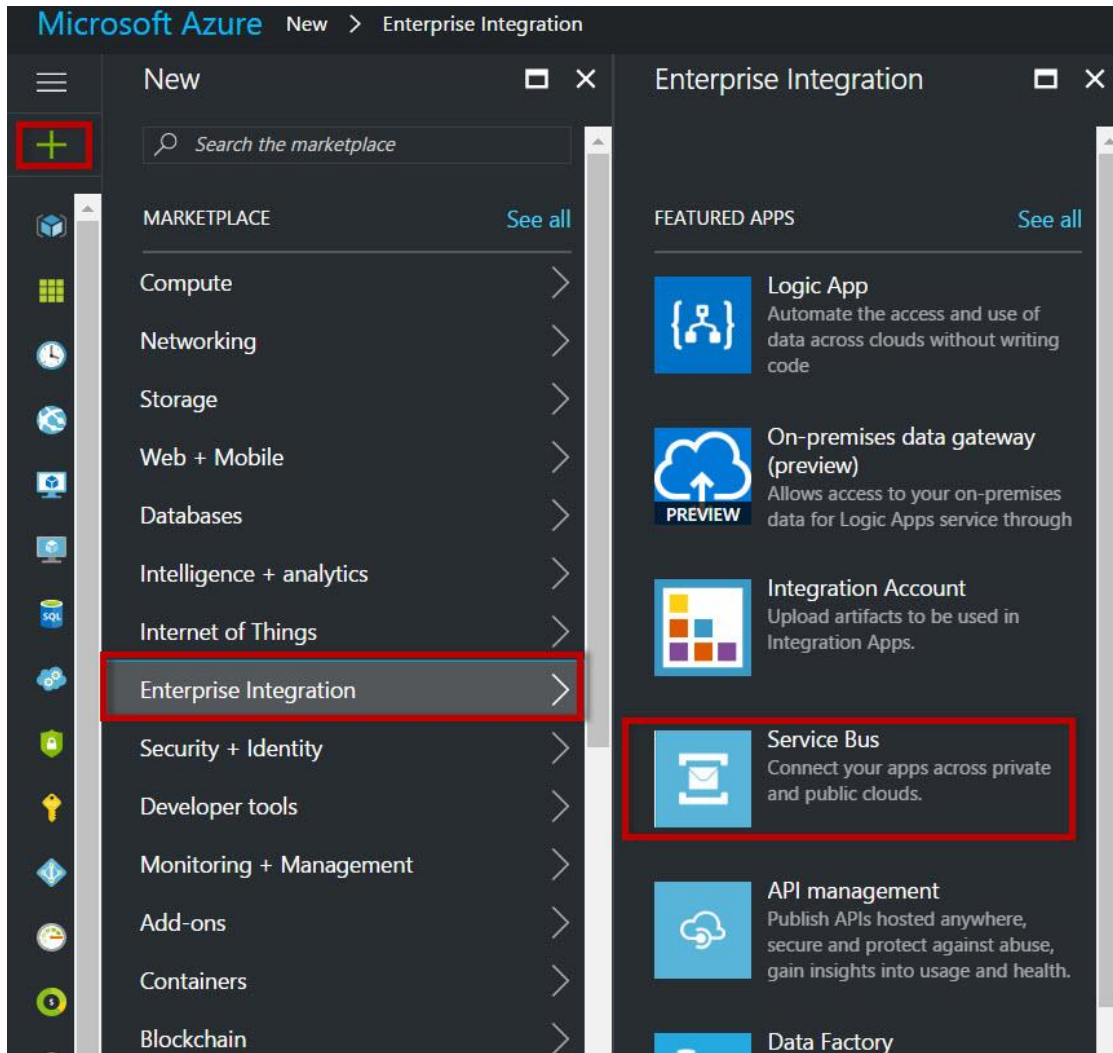 Microsoft Azure New > Enterprise Integration
New
Search the marketplace
MARKETPLACE See all
Compute
Networking
Storage
Web + Mobile
Databases
Intelligence + analytics
Internet of Things
Enterprise Integration
Security + Identity
Developer tools
Monitoring + Management
Add-ons
Containers
Blockchain
Enterprise Integration
FEATURED APPS See all
Logic App
Automate the access and use of
data across clouds without writing
code
On-premises data gateway
(preview)
Allows access to your on-premises
data for Logic Apps service through
PREVIEW
Integration Account
Upload artifacts to be used in
Integration Apps.
Service Bus
Connect your apps across private
and public clouds.
API management
Publish APIs hosted anywhere,
secure and protect against abuse,
gain insights into usage and health.
Data Factory
SQL